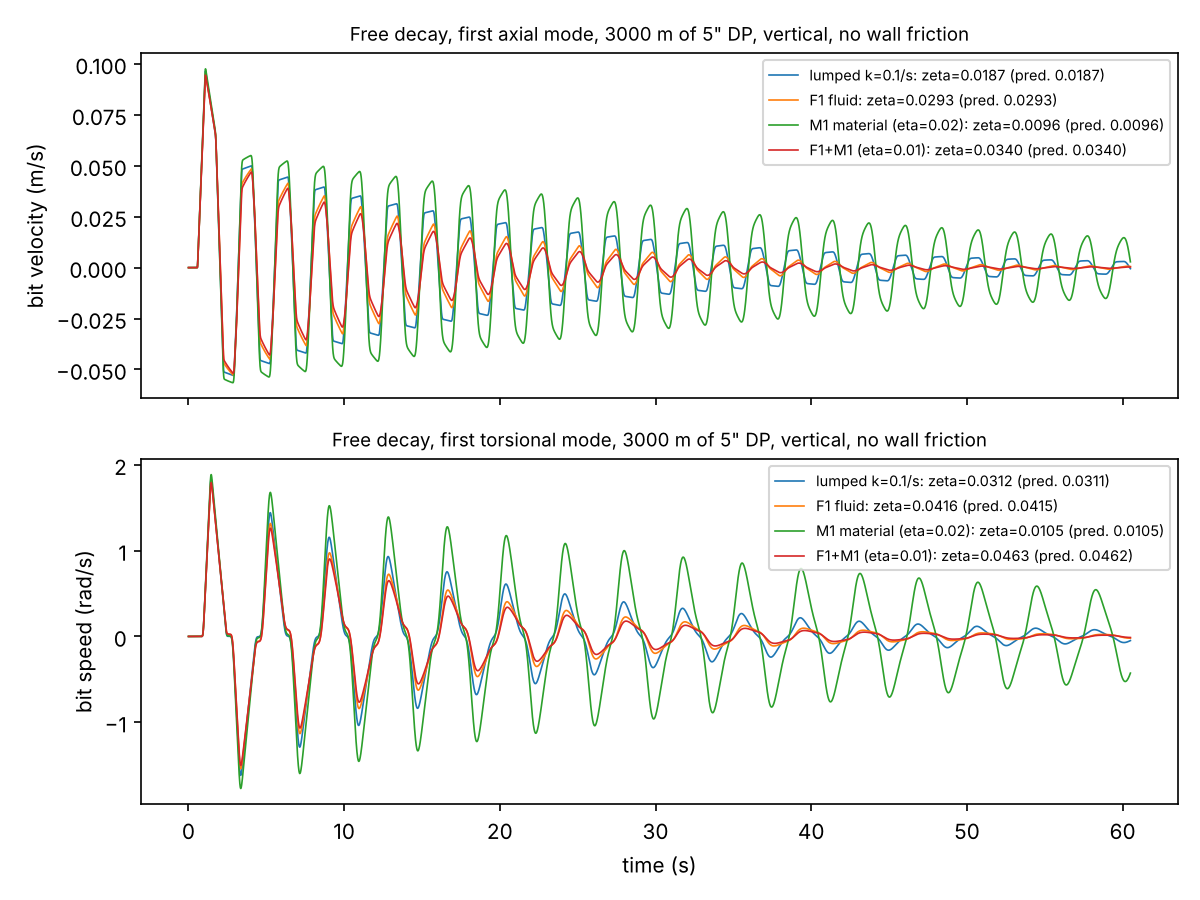 Free decay, first axial mode, 3000 m of 5" DP, vertical, no wall friction
lumped k=0.1/s: zeta=0.0187 (pred. 0.0187)
F1 fluid: zeta=0.0293 (pred. 0.0293)
M1 material (eta=0.02): zeta=0.0096 (pred. 0.0096)
F1+M1 (eta=0.01): zeta=0.0340 (pred. 0.0340)
bit velocity (m/s)
0.100
0.075
0.050
0.025
0.000
−0.025
−0.050
Free decay, first torsional mode, 3000 m of 5" DP, vertical, no wall friction
lumped k=0.1/s: zeta=0.0312 (pred. 0.0311)
F1 fluid: zeta=0.0416 (pred. 0.0415)
M1 material (eta=0.02): zeta=0.0105 (pred. 0.0105)
F1+M1 (eta=0.01): zeta=0.0463 (pred. 0.0462)
bit speed (rad/s)
2
1
0
−1
0 10 20 30 40 50 60
time (s)